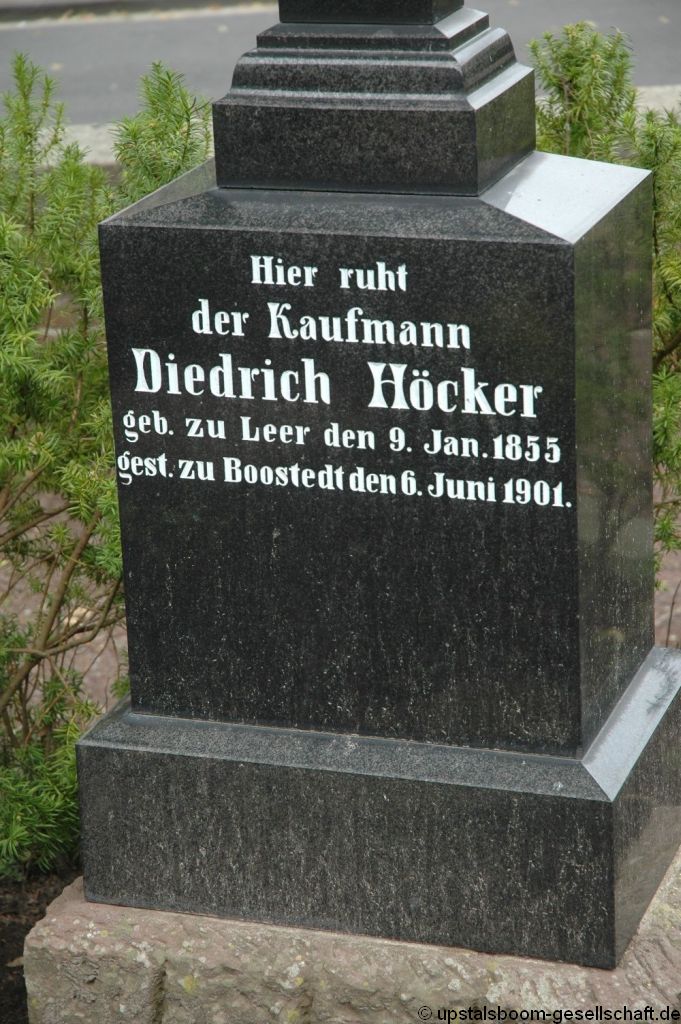 Hier ruht
der Kaufmann
Diedrich Höcker
geb. zu Leer den 9. Jan. 1855
gest. zu Boostedt den 6. Juni 1901.
© upstalsboom-gesellschaft.de